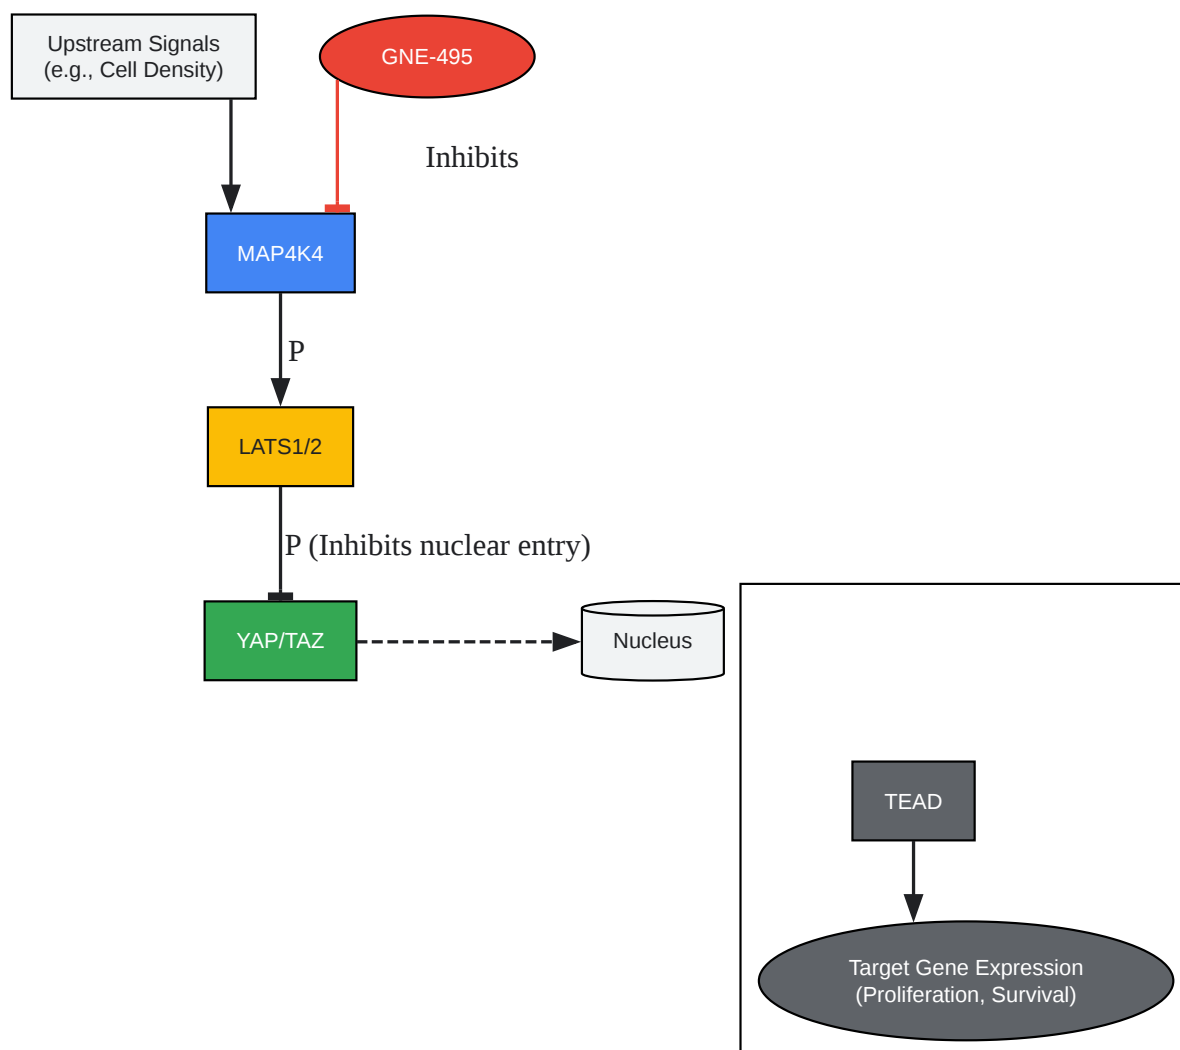 Upstream Signals
(e.g., Cell Density)
GNE-495
Inhibits
MAP4K4
P
LATS1/2
P (Inhibits nuclear entry)
YAP/TAZ
Nucleus
TEAD
Target Gene Expression
(Proliferation, Survival)